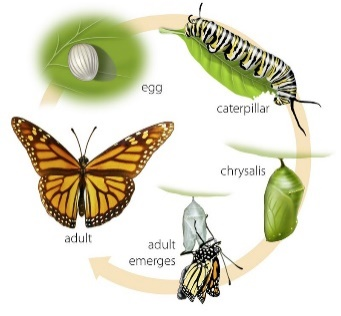 egg
caterpillar
chrysalis
adult
emerges
adult